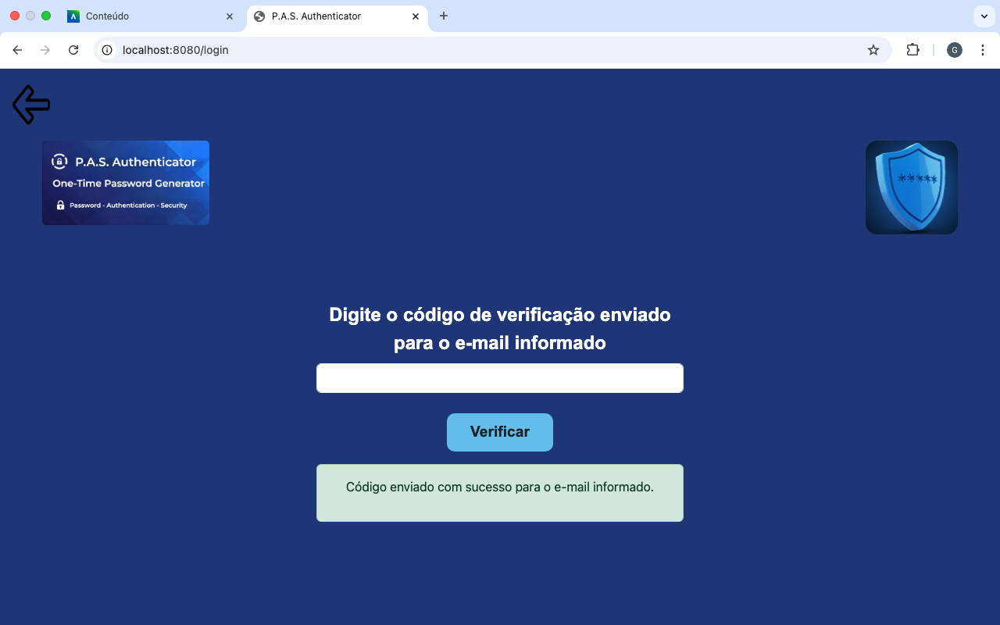 Conteúdo
P.A.S. Authenticator
localhost:8080/login
G
P.A.S. Authenticator
One-Time Password Generator
Password - Authentication - Security
*****
Digite o código de verificação enviado
para o e-mail informado
Verificar
Código enviado com sucesso para o e-mail informado.